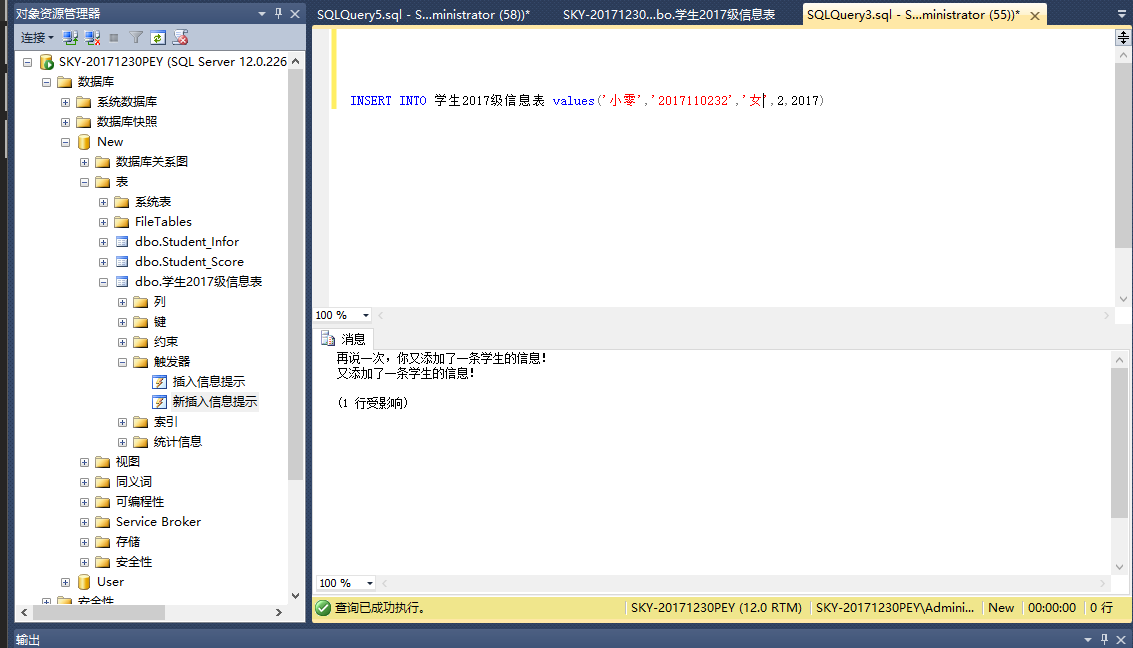 对象资源管理器
连接
SKY-20171230PEY (SQL Server 12.0.226
数据库
系统数据库
数据库快照
New
数据库关系图
表
系统表
FileTables
dbo.Student_Infor
dbo.Student_Score
dbo.学生2017级信息表
列
键
约束
触发器
插入信息提示
新插入信息提示
索引
统计信息
视图
同义词
可编程性
Service Broker
存储
安全性
User
安全性
SQLQuery5.sql - S...ministrator (58))*
SKY-20171230...bo.学生2017级信息表
SQLQuery3.sql - S...ministrator (55))*
INSERT INTO 学生2017级信息表 values('小零','2017110232','女',2,2017)
100 %
消息
再说一次，你又添加了一条学生的信息!
又添加了一条学生的信息!
(1 行受影响)
100 %
查询已成功执行。
SKY-20171230PEY (12.0 RTM)
SKY-20171230PEY\Admini...
New
00:00:00
0 行
输出